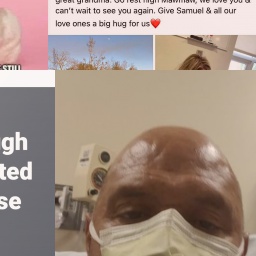 great grandma. Go rest high Mawmaw, we love you &
can't wait to see you again. Give Samuel & all our
love ones a big hug for us❤️
STILL
gh
ted
se